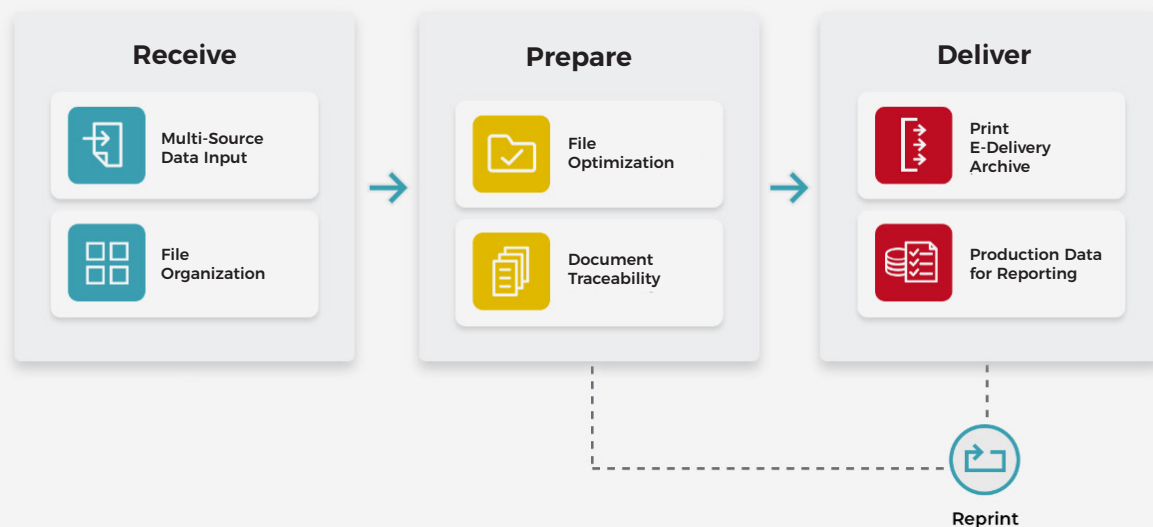 Receive
Multi-Source
Data Input
File
Organization
Prepare
File
Optimization
Document
Traceability
Deliver
Print
E-Delivery
Archive
Production Data
for Reporting
Reprint